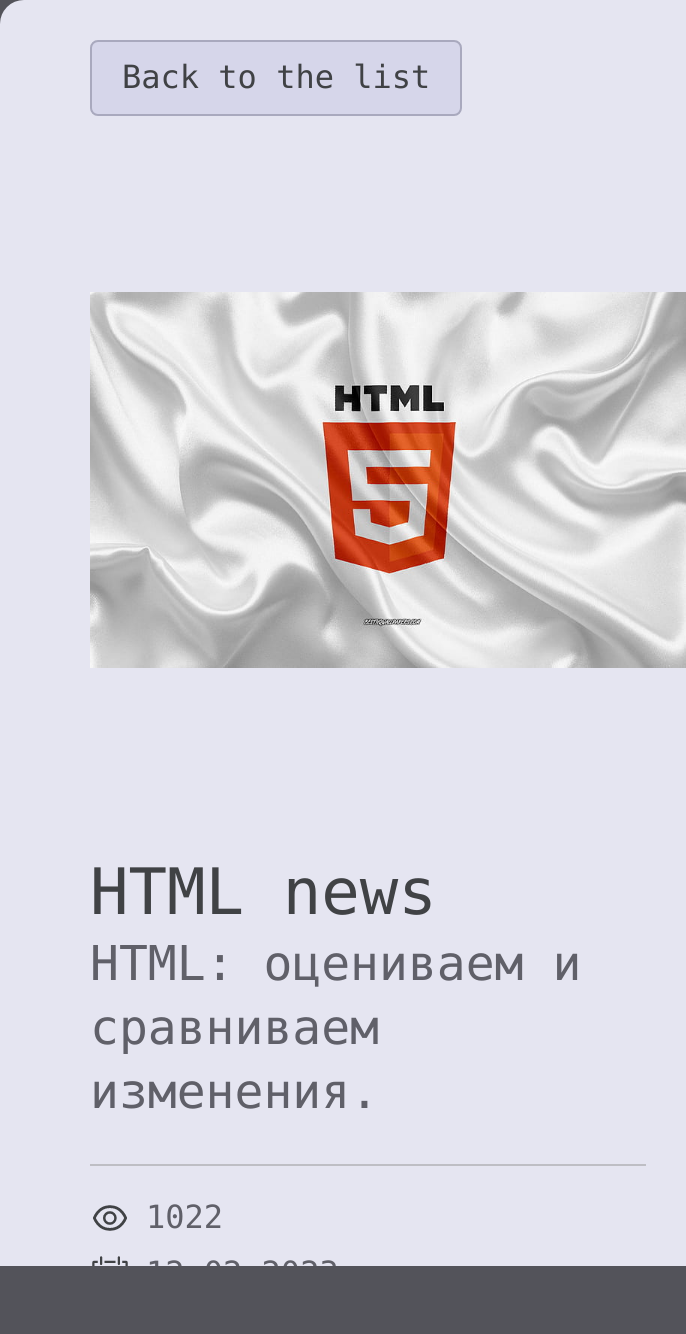 Back to the list
HTML
5
HTML news
HTML: оцениваем и
сравниваем
изменения.
1022